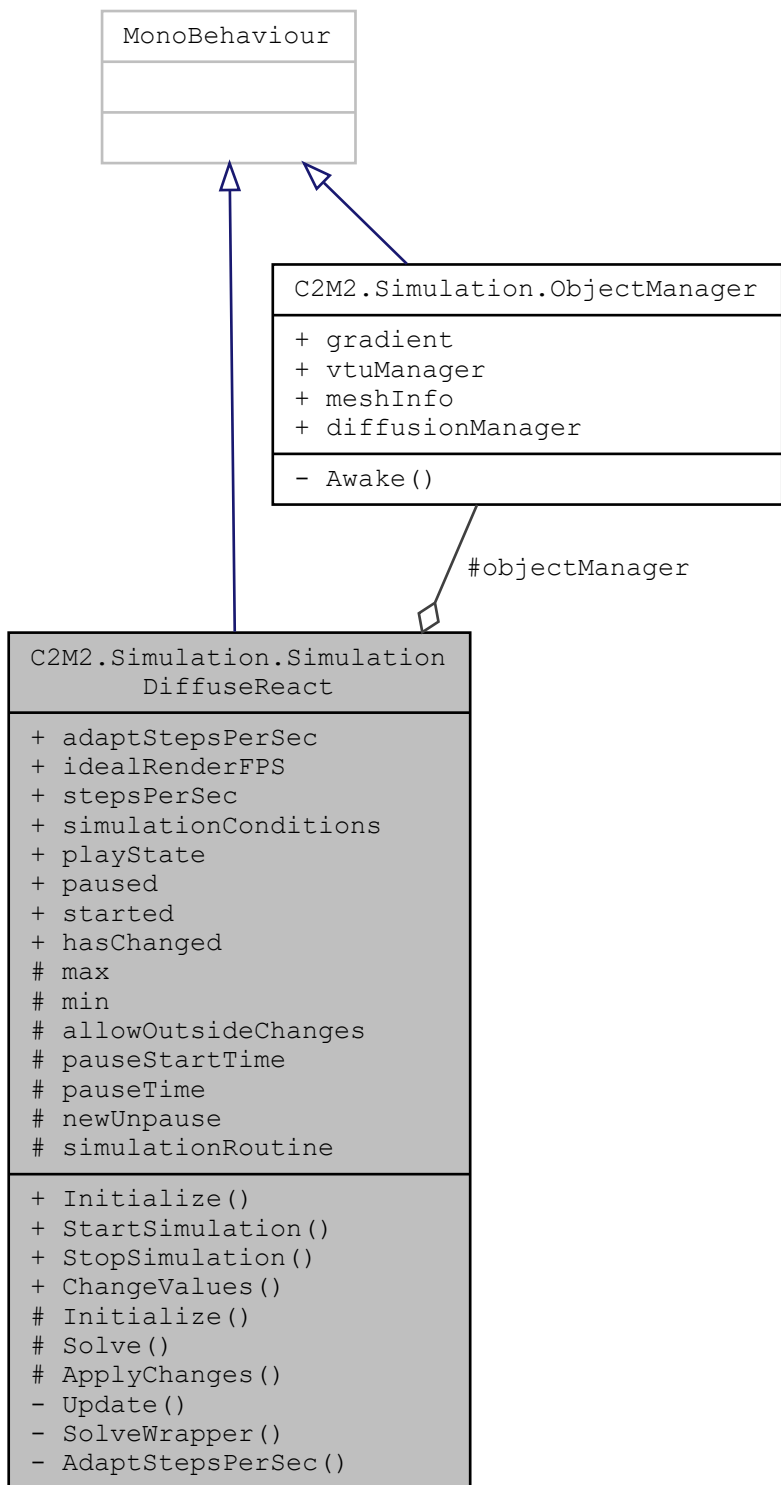 MonoBehaviour
C2M2.Simulation.ObjectManager
+ gradient
+ vtuManager
+ meshInfo
+ diffusionManager
- Awake()
#objectManager
C2M2.Simulation.Simulation
DiffuseReact
+ adaptStepsPerSec
+ idealRenderFPS
+ stepsPerSec
+ simulationConditions
+ playState
+ paused
+ started
+ hasChanged
# max
# min
# allowOutsideChanges
# pauseStartTime
# pauseTime
# newUnpause
# simulationRoutine
+ Initialize()
+ StartSimulation()
+ StopSimulation()
+ ChangeValues()
# Initialize()
# Solve()
# ApplyChanges()
- Update()
- SolveWrapper()
- AdaptStepsPerSec()